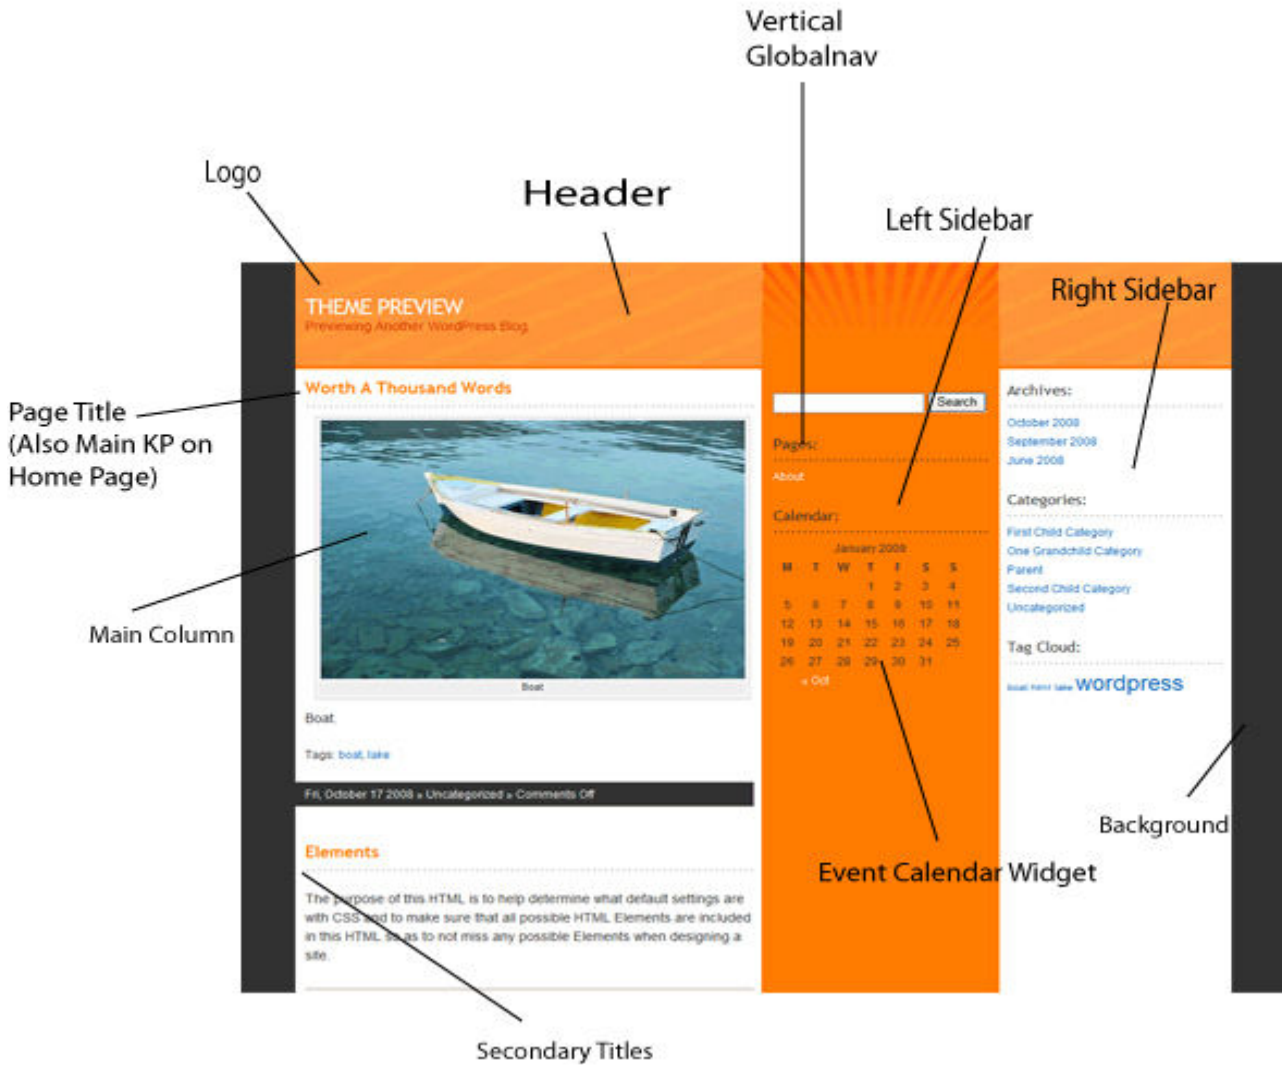 Vertical
Globalnav
Logo
Header
Left Sidebar
Right Sidebar
THEME PREVIEW
Previewing Another WordPress Blog
Page Title
(Also Main KP on
Home Page)
Worth A Thousand Words
Boat
Boat.
Tags: boat, lake
Fri, October 17 2008 » Uncategorized » Comments Off
Main Column
Elements
The purpose of this HTML is to help determine what default settings are
with CSS and to make sure that all possible HTML Elements are included
in this HTML so as to not miss any possible Elements when designing a
site.
Secondary Titles
Search
Pages:
About
Calendar:
January 2009
M T W T F S S
1 2 3 4
5 6 7 8 9 10 11
12 13 14 15 16 17 18
19 20 21 22 23 24 25
26 27 28 29 30 31
« Oct
Event Calendar Widget
Archives:
October 2008
September 2008
June 2008
Categories:
First Child Category
One Grandchild Category
Parent
Second Child Category
Uncategorized
Tag Cloud:
boat html lake wordpress
Background